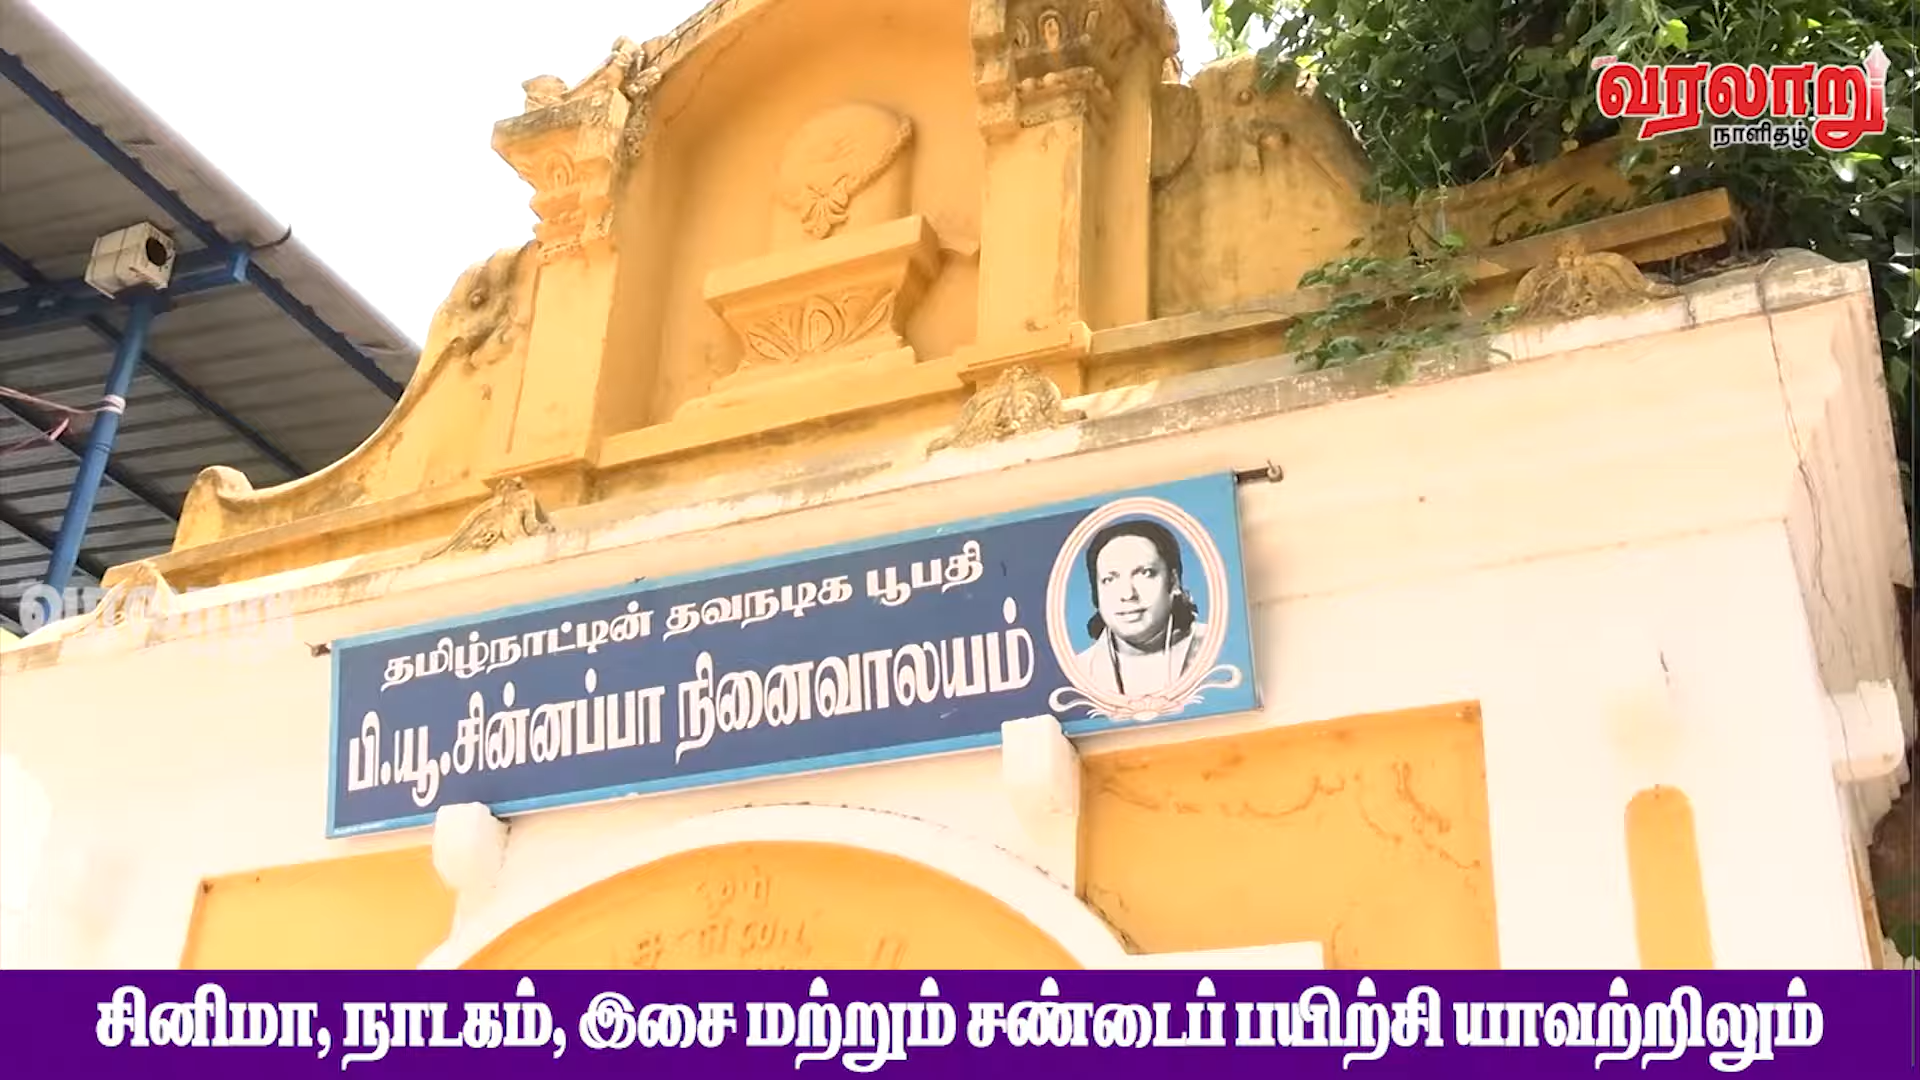 வரலாறு
நாளிதழ்
தமிழ்நாட்டின் தவநடிக பூபதி
பி.யூ.சின்னப்பா நினைவாலயம்
சினிமா, நாடகம், இசை மற்றும் சண்டைப் பயிற்சி யாவற்றிலும்